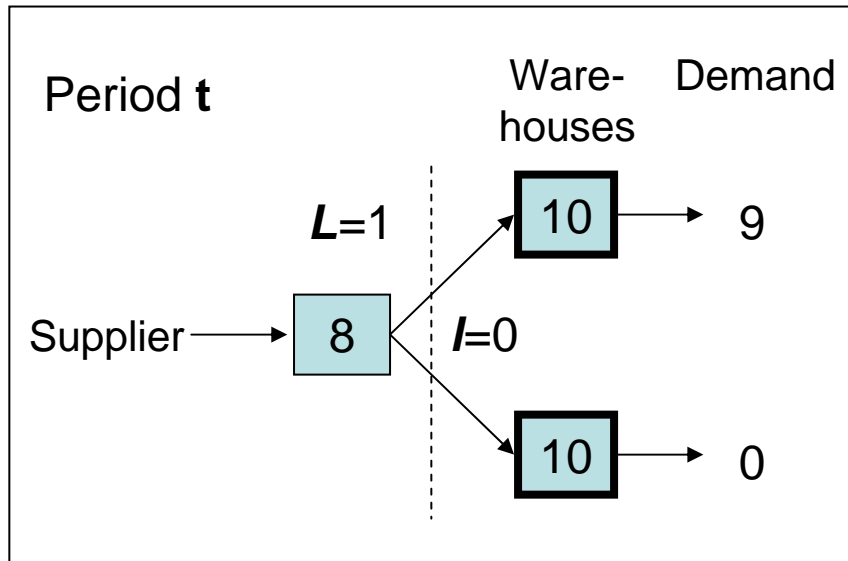 Period t
Ware-
houses
Demand
L=1
10
9
Supplier
8
l=0
10
0